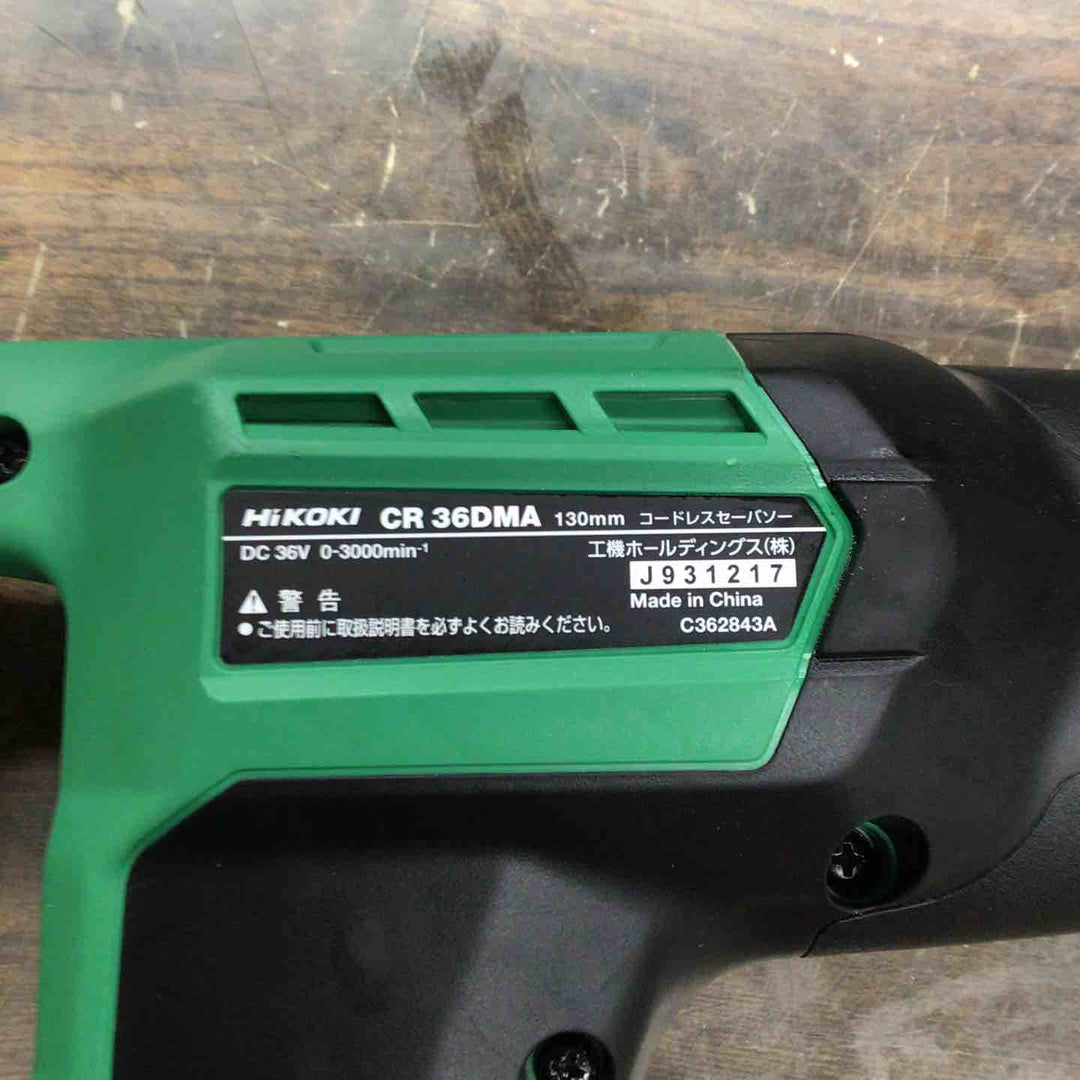 HiKOKI CR 36DMA 130mm コードレスセーバソー
DC 36V 0-3000min⁻¹ 工機ホールディングス(株)
J931217
⚠ 警告 Made in China
● ご使用前に取扱説明書を必ずよくお読みください。 C362843A